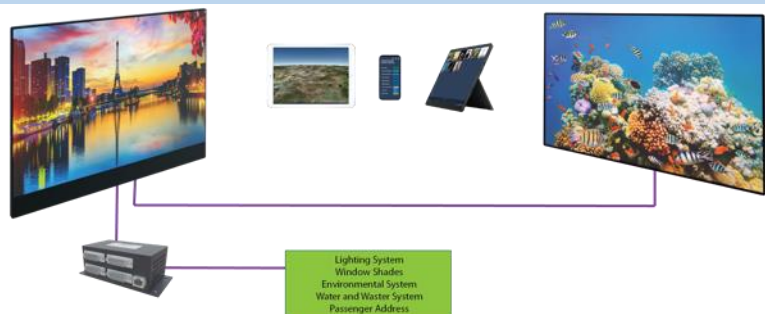 Lighting System
Window Shades
Environmental System
Water and Waster System
Passenger Address